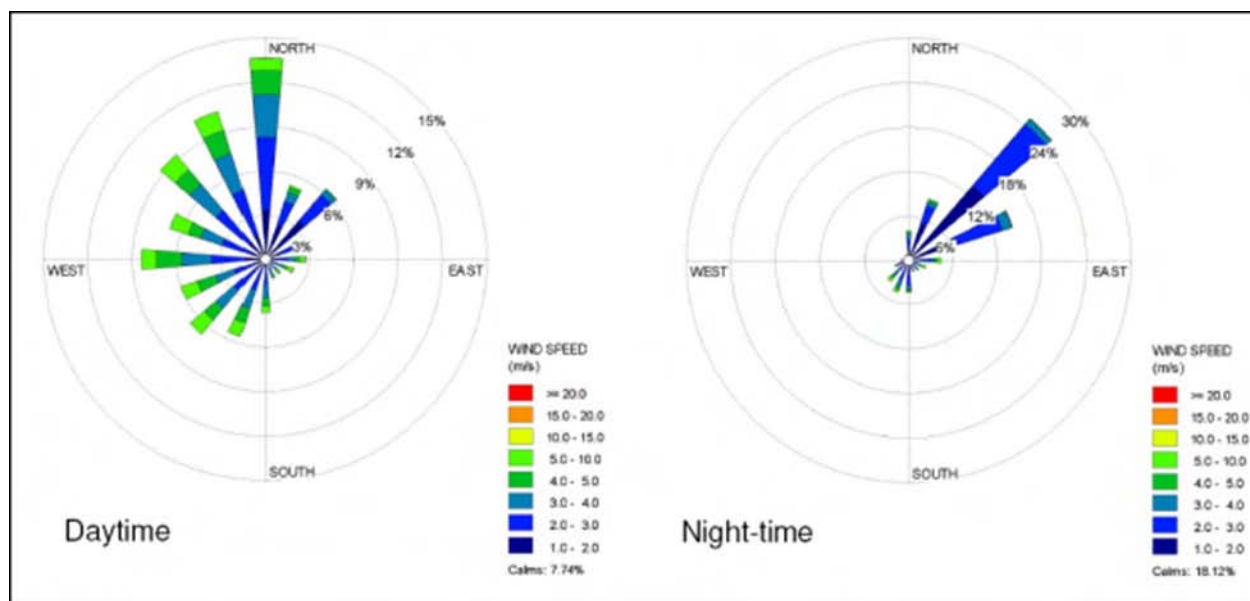 NORTH
15%
12%
9%
6%
3%
WEST
EAST
SOUTH
WIND SPEED
(m/s)
>= 20.0
15.0 - 20.0
10.0 - 15.0
5.0 - 10.0
4.0 - 5.0
3.0 - 4.0
2.0 - 3.0
1.0 - 2.0
Calms: 7.74%
Daytime
NORTH
30%
24%
18%
12%
6%
WEST
EAST
SOUTH
WIND SPEED
(m/s)
>= 20.0
15.0 - 20.0
10.0 - 15.0
5.0 - 10.0
4.0 - 5.0
3.0 - 4.0
2.0 - 3.0
1.0 - 2.0
Calms: 18.12%
Night-time